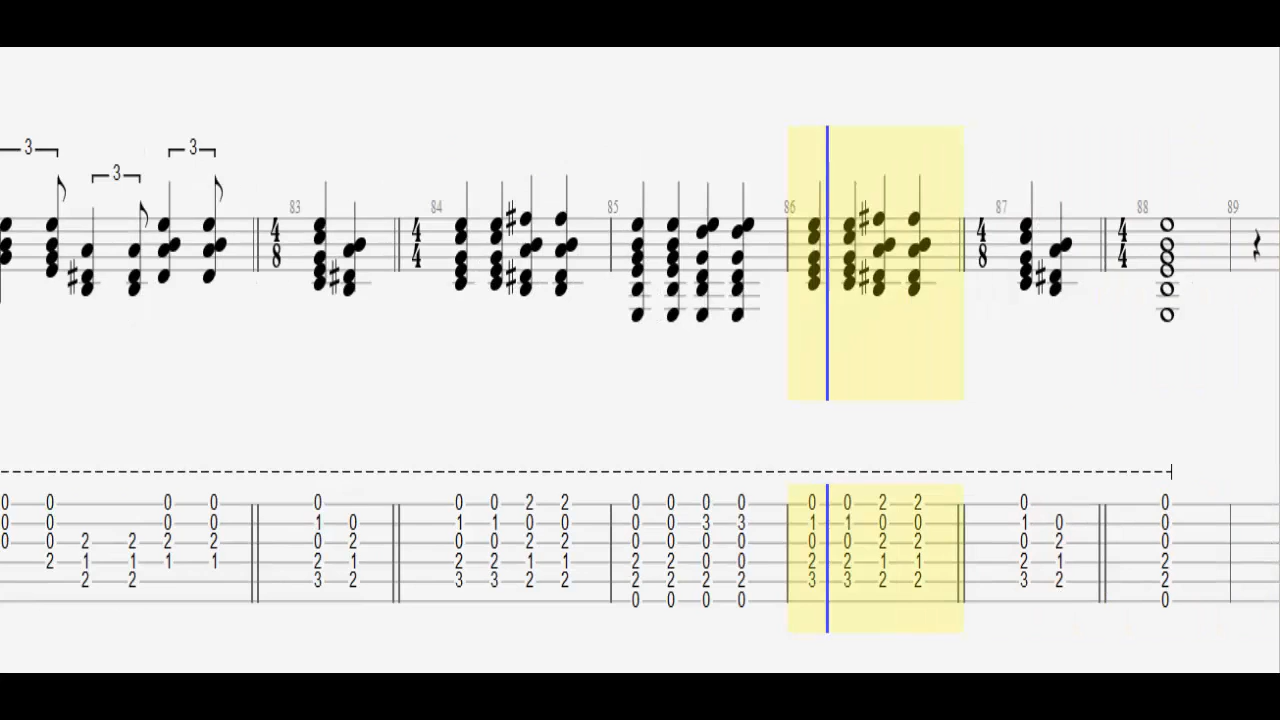 3 3
3
83 84 85 86 87 88 89
4 4 4 4
8 4 8 4
0 0 0 0 0 0 0 2 2 0 0 0 0 0 0 2 2 0 0
0 0 0 0 1 0 1 1 0 0 0 0 3 3 1 1 0 0 1 0 0
0 0 2 2 2 2 0 2 0 0 2 2 0 0 0 0 0 0 2 2 0 2 0
2 1 1 1 1 2 1 2 2 1 1 2 2 0 0 2 2 1 1 2 1 0
2 2 3 2 3 3 2 2 2 2 2 2 3 3 2 2 3 2 2
0 0 0 0 0